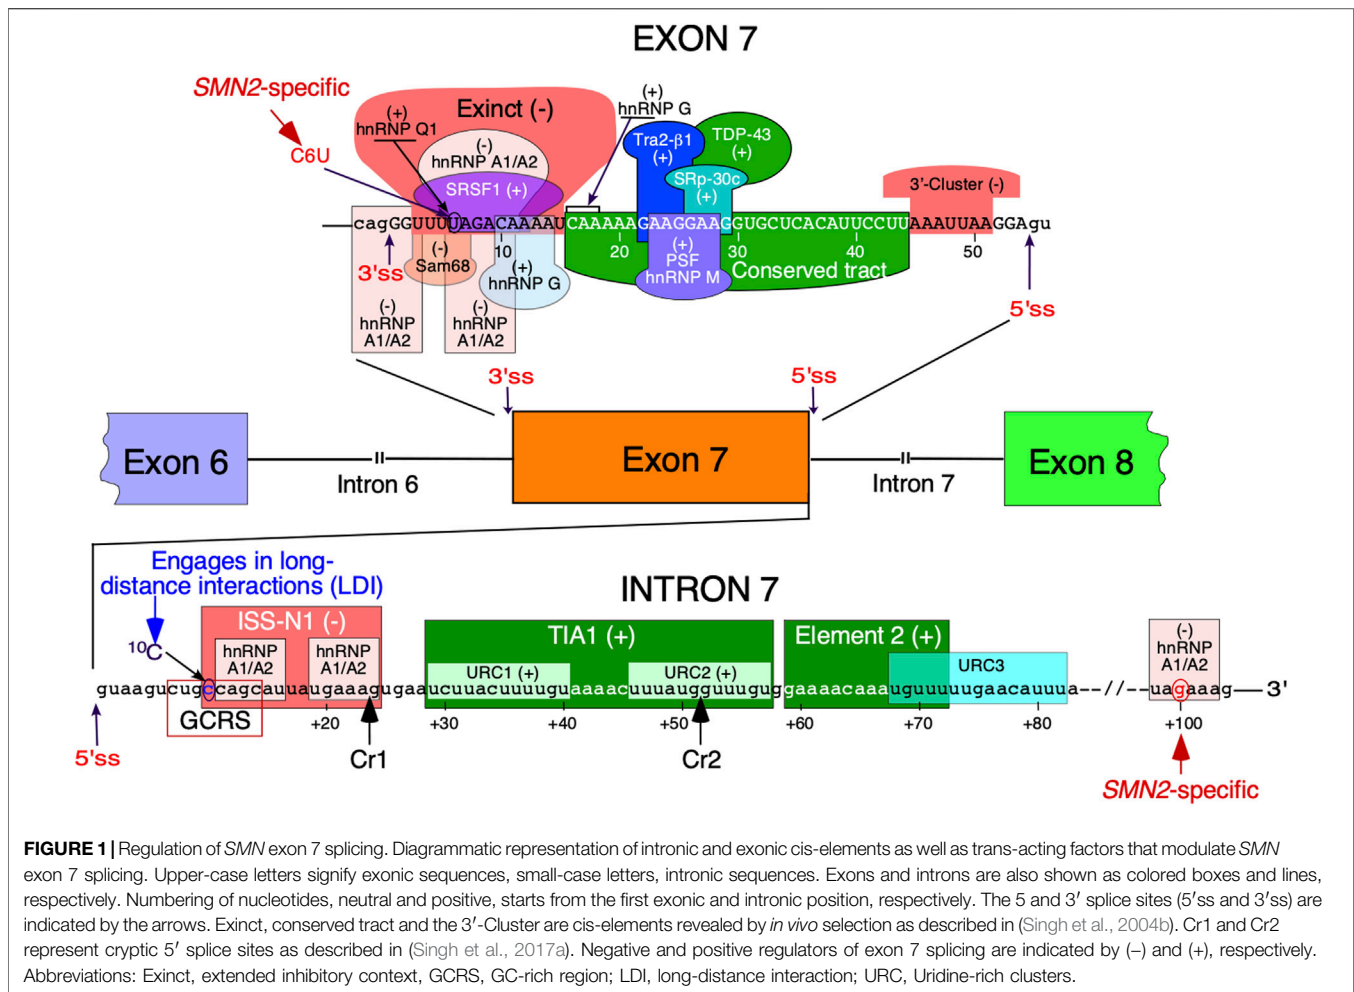 EXON 7
SMN2-specific
C6U
Exinct (-)
(+)
hnRNP Q1
(-)
hnRNP A1/A2
SRSF1 (+)
(+)
hnRNP G
Tra2-β1
(+)
TDP-43
(+)
SRp-30c
(+)
3'-Cluster (-)
cagGGUUUUAGACAAAAUCAAAAAGAAGGAAGGUGCUCACAUUCCUUAAAUUAAGGAgu
10
20
30
40
50
3'ss
(-)
Sam68
(+)
hnRNP G
(+)
PSF
hnRNP M
Conserved tract
5'ss
(-)
hnRNP
A1/A2
(-)
hnRNP
A1/A2
3'ss
5'ss
Exon 6
Intron 6
Exon 7
Intron 7
Exon 8
Engages in long-
distance interactions (LDI)
INTRON 7
10C
ISS-N1 (-)
hnRNP
A1/A2
hnRNP
A1/A2
TIA1 (+)
URC1 (+)
URC2 (+)
Element 2 (+)
URC3
(-)
hnRNP
A1/A2
guaagucugccagcauuaugaaagugaaucuuacuuuuguaaaacuuuaugguuuguggaaaacaaauguuuuugaacauuua--//--uagaaag 3'
GCRS
+20
+30
+40
+50
+60
+70
+80
+100
5'ss
Cr1
Cr2
SMN2-specific
FIGURE 1 | Regulation of SMN exon 7 splicing. Diagrammatic representation of intronic and exonic cis-elements as well as trans-acting factors that modulate SMN
exon 7 splicing. Upper-case letters signify exonic sequences, small-case letters, intronic sequences. Exons and introns are also shown as colored boxes and lines,
respectively. Numbering of nucleotides, neutral and positive, starts from the first exonic and intronic position, respectively. The 5 and 3′ splice sites (5′ss and 3′ss) are
indicated by the arrows. Exinct, conserved tract and the 3′-Cluster are cis-elements revealed by in vivo selection as described in (Singh et al., 2004b). Cr1 and Cr2
represent cryptic 5′ splice sites as described in (Singh et al., 2017a). Negative and positive regulators of exon 7 splicing are indicated by (–) and (+), respectively.
Abbreviations: Exinct, extended inhibitory context, GCRS, GC-rich region; LDI, long-distance interaction; URC, Uridine-rich clusters.